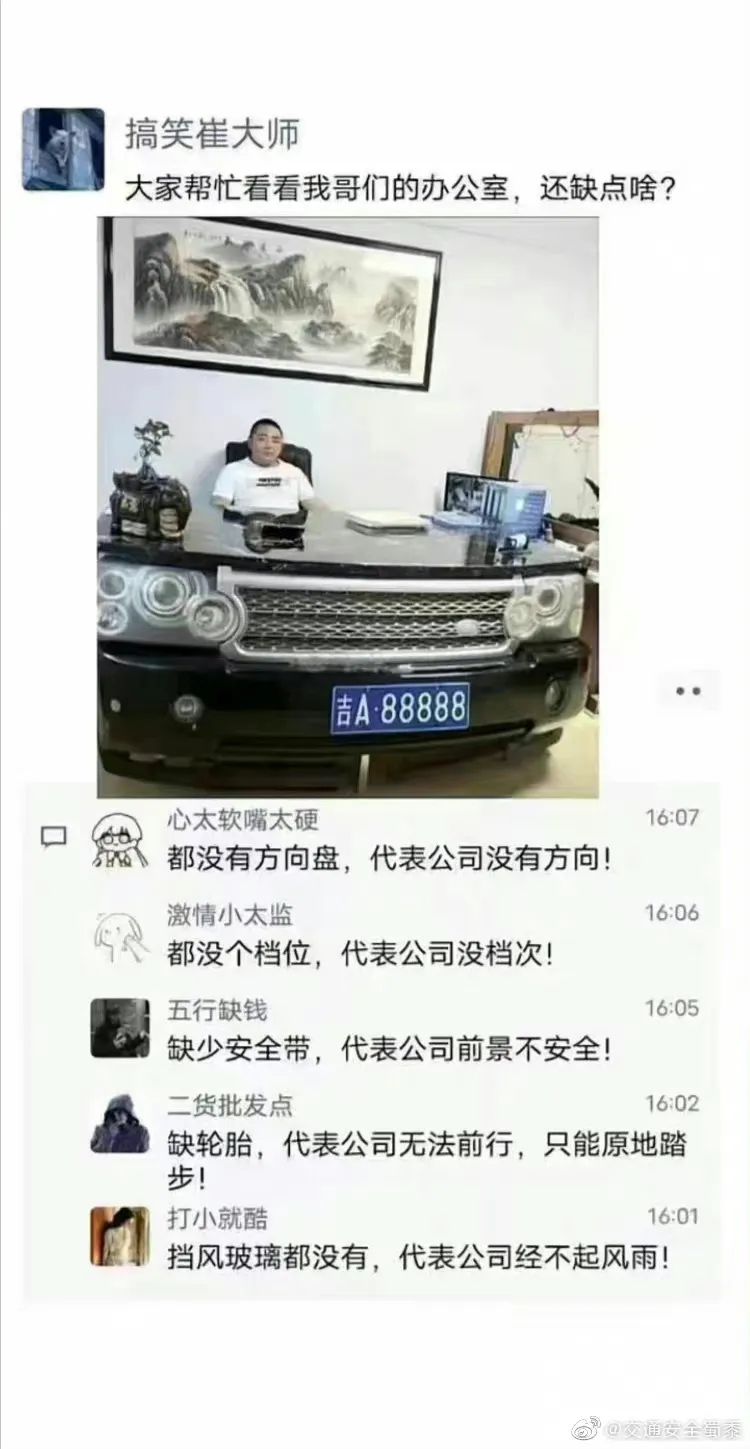 搞笑崔大师
大家帮忙看看我哥们的办公室，还缺点啥？
吉A·88888
心太软嘴太硬
16:07
都没有方向盘，代表公司没有方向！
激情小太监
16:06
都没个档位，代表公司没档次！
五行缺钱
16:05
缺少安全带，代表公司前景不安全！
二货批发点
16:02
缺轮胎，代表公司无法前行，只能原地踏
步！
打小就酷
16:01
挡风玻璃都没有，代表公司经不起风雨！
@交通安全蜀黍